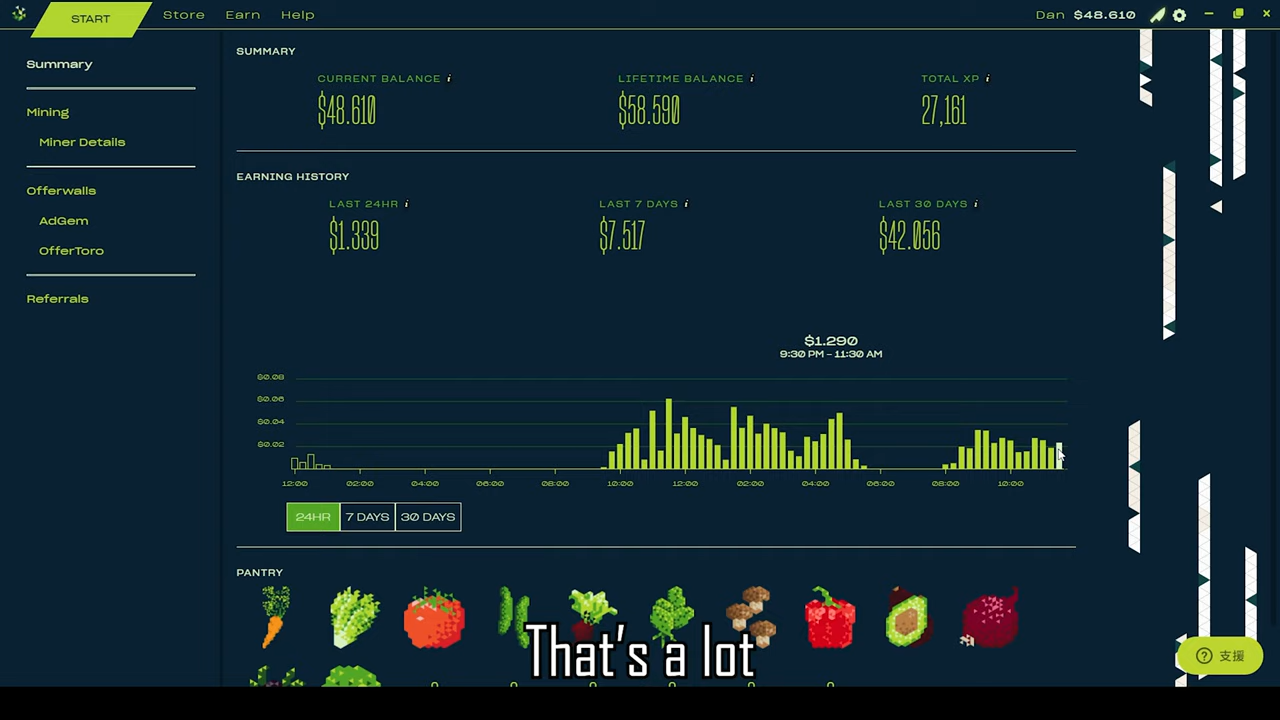 START
Store
Earn
Help
Dan $48.610
Summary
Mining
Miner Details
Offerwalls
AdGem
OfferToro
Referrals
SUMMARY
CURRENT BALANCE i
LIFETIME BALANCE i
TOTAL XP i
$48.610
$58.590
27,161
EARNING HISTORY
LAST 24HR i
LAST 7 DAYS i
LAST 30 DAYS i
$1.339
$7.517
$42.056
$1.290
9:30 PM – 11:30 AM
$0.08
$0.06
$0.04
$0.02
12:00 02:00 04:00 06:00 08:00 10:00 12:00 02:00 04:00 06:00 08:00 10:00
24HR 7 DAYS 30 DAYS
PANTRY
That's a lot
支援